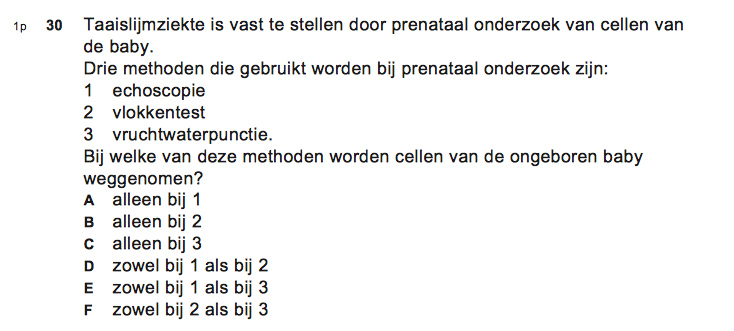 1p 30 Taaislijmziekte is vast te stellen door prenataal onderzoek van cellen van
de baby.
Drie methoden die gebruikt worden bij prenataal onderzoek zijn:
1 echoscopie
2 vlokkentest
3 vruchtwaterpunctie.
Bij welke van deze methoden worden cellen van de ongeboren baby
weggenomen?
A alleen bij 1
B alleen bij 2
C alleen bij 3
D zowel bij 1 als bij 2
E zowel bij 1 als bij 3
F zowel bij 2 als bij 3